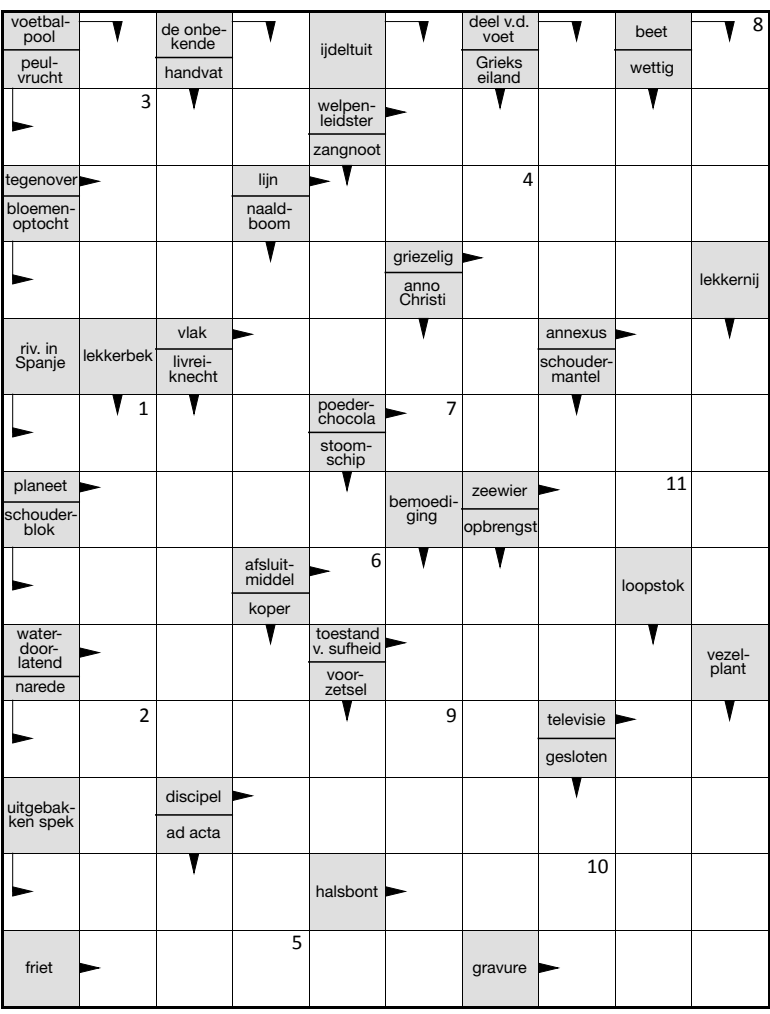 voetbal-
pool
peul-
vrucht
de onbe-
kende
handvat
ijdeltuit
deel v.d.
voet
Grieks
eiland
beet
wettig
8
3
welpen-
leidster
zangnoot
tegenover
bloemen-
optocht
lijn
naald-
boom
4
griezelig
anno
Christi
lekkernij
riv. in
Spanje
lekkerbek
vlak
livrei-
knecht
annexus
schouder-
mantel
1
poeder-
chocola
stoom-
schip
7
planeet
schouder-
blok
bemoedi-
ging
zeewier
opbrengst
11
afsluit-
middel
koper
6
loopstok
water-
door-
latend
narede
toestand
v. sufheid
voor-
zetsel
vezel-
plant
2
9
televisie
gesloten
uitgebak-
ken spek
discipel
ad acta
halsbont
10
friet
5
gravure